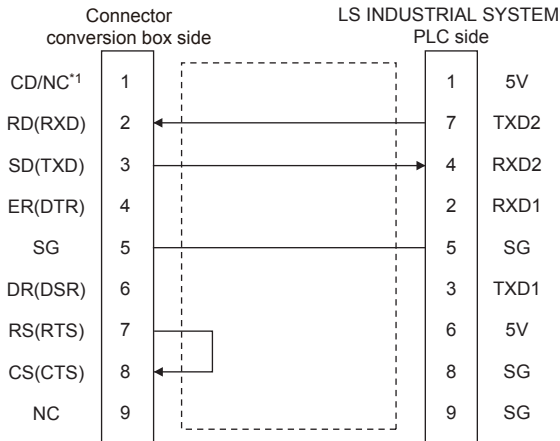 Connector
conversion box side
LS INDUSTRIAL SYSTEM
PLC side
CD/NC*1 1 1 5V
RD(RXD) 2 7 TXD2
SD(TXD) 3 4 RXD2
ER(DTR) 4 2 RXD1
SG 5 5 SG
DR(DSR) 6 3 TXD1
RS(RTS) 7 6 5V
CS(CTS) 8 8 SG
NC 9 9 SG